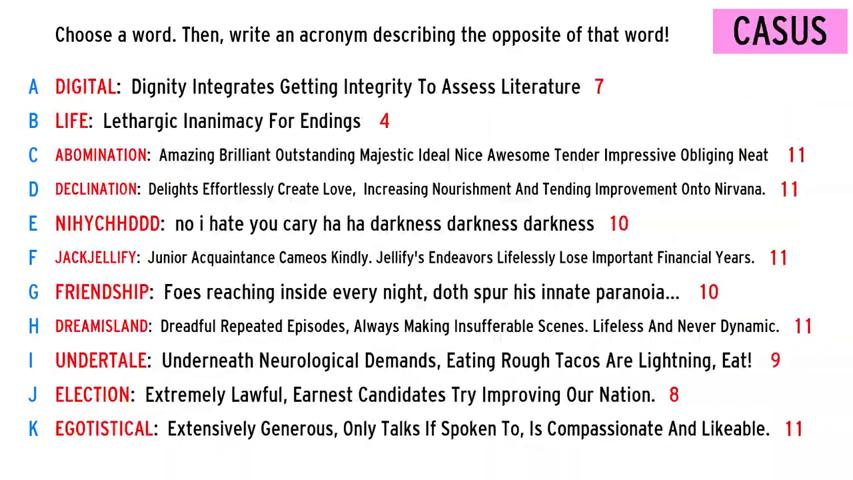 Choose a word. Then, write an acronym describing the opposite of that word! CASUS
A DIGITAL: Dignity Integrates Getting Integrity To Assess Literature 7
B LIFE: Lethargic Inanimacy For Endings 4
C ABOMINATION: Amazing Brilliant Outstanding Majestic Ideal Nice Awesome Tender Impressive Obliging Neat 11
D DECLINATION: Delights Effortlessly Create Love, Increasing Nourishment And Tending Improvement Onto Nirvana. 11
E NIHYCHHDDD: no i hate you cary ha ha darkness darkness darkness 10
F JACKJELLIFY: Junior Acquaintance Cameos Kindly. Jellify's Endeavors Lifelessly Lose Important Financial Years. 11
G FRIENDSHIP: Foes reaching inside every night, doth spur his innate paranoia... 10
H DREAMISLAND: Dreadful Repeated Episodes, Always Making Insufferable Scenes. Lifeless And Never Dynamic. 11
I UNDERTALE: Underneath Neurological Demands, Eating Rough Tacos Are Lightning, Eat! 9
J ELECTION: Extremely Lawful, Earnest Candidates Try Improving Our Nation. 8
K EGOTISTICAL: Extensively Generous, Only Talks If Spoken To, Is Compassionate And Likeable. 11